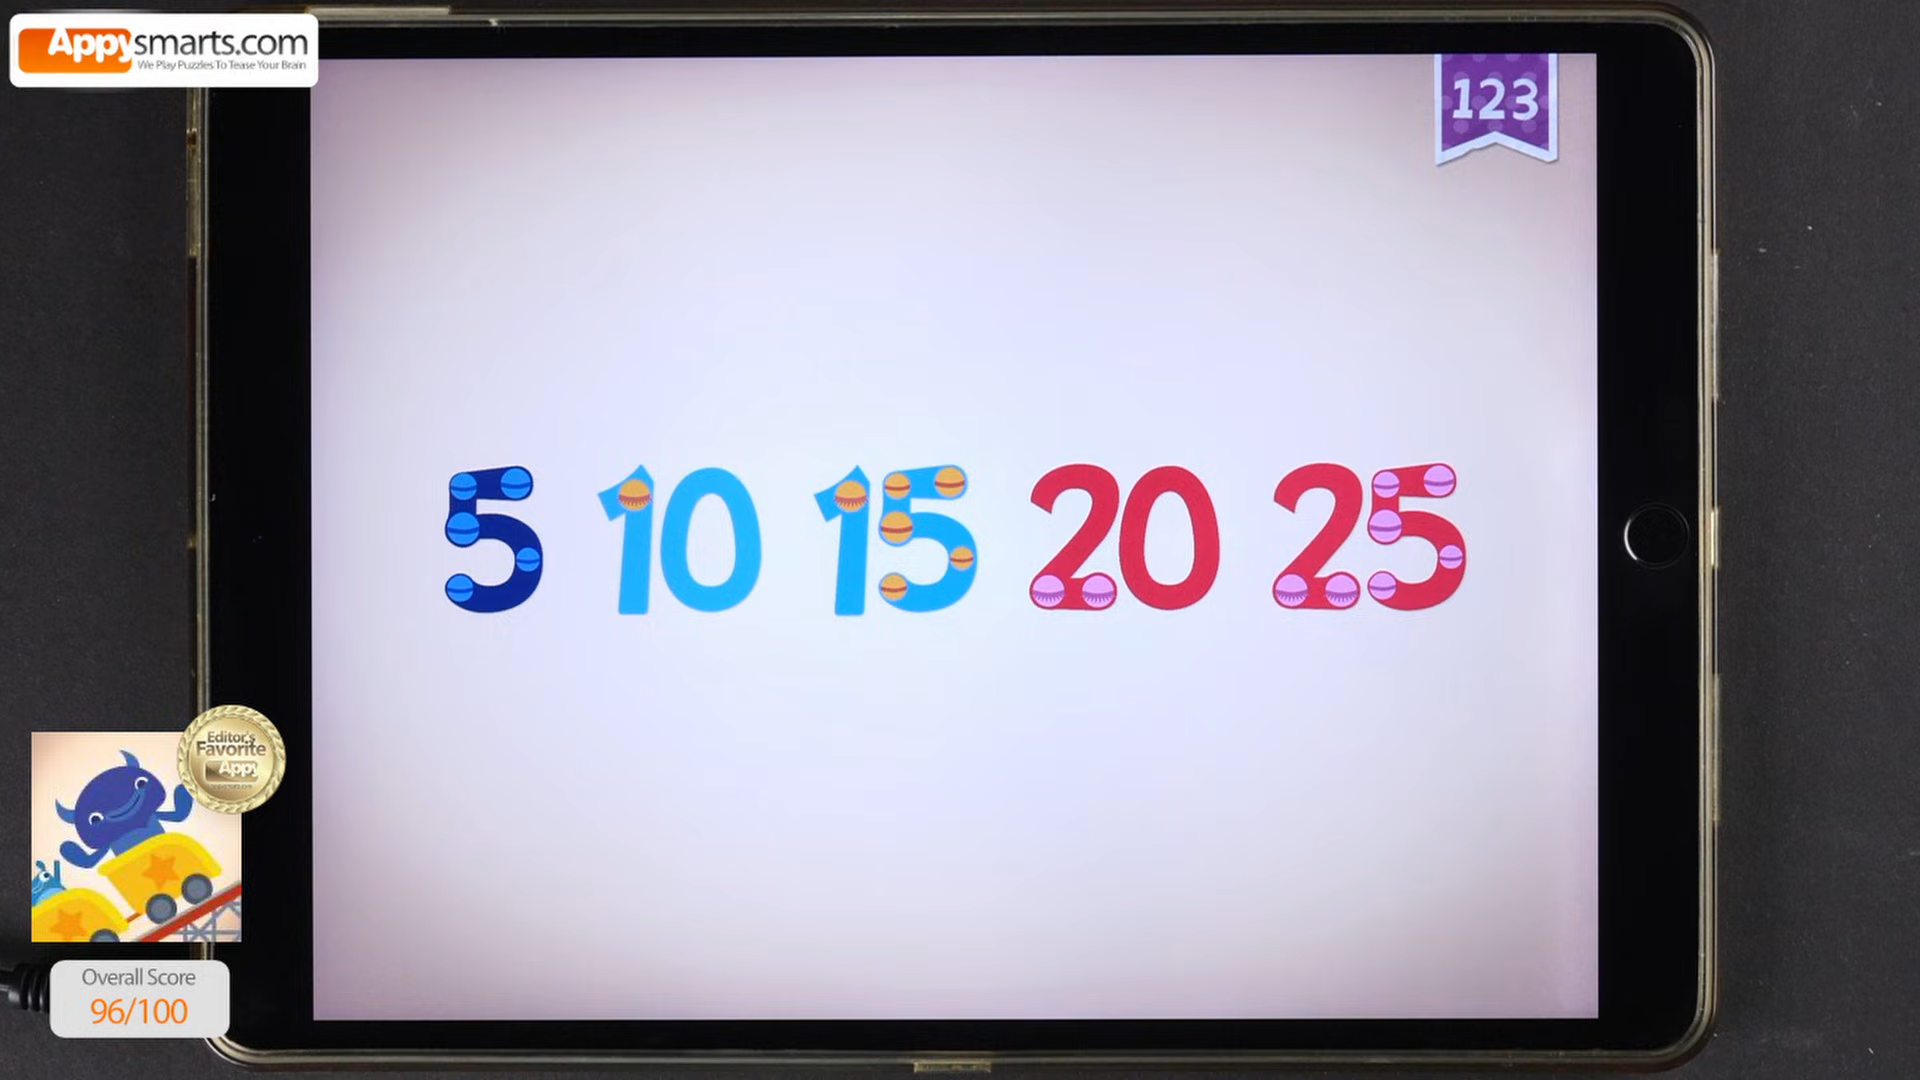 Appysmarts.com
We Play Puzzles To Tease Your Brain
123
5 10 15 20 25
Editor's
Favorite
Appy
Overall Score
96/100